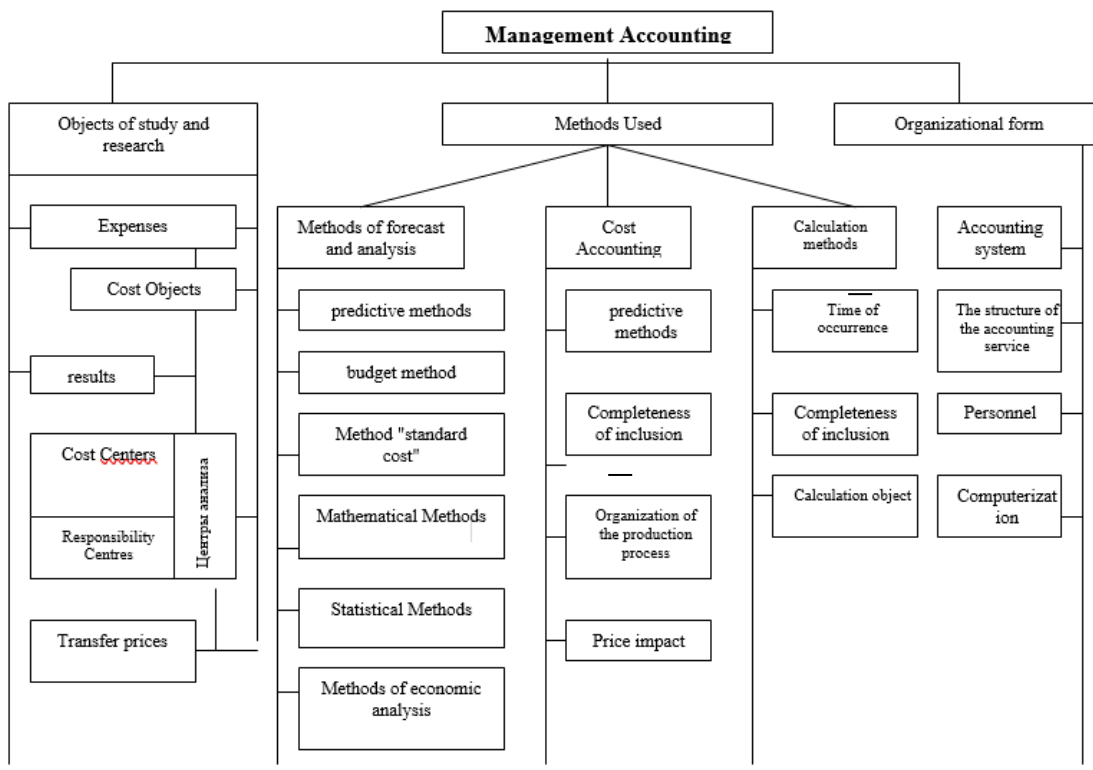 Management Accounting
Objects of study and
research
Methods Used
Organizational form
Expenses
Cost Objects
results
Cost Centers
Responsibility
Centres
Центры анализа
Transfer prices
Methods of forecast
and analysis
predictive methods
budget method
Method "standard
cost"
Mathematical Methods
Statistical Methods
Methods of economic
analysis
Cost
Accounting
predictive
methods
Completeness
of inclusion
Organization of
the production
process
Price impact
Calculation
methods
Time of
occurrence
Completeness
of inclusion
Calculation object
Accounting
system
The structure of
the accounting
service
Personnel
Computerizat
ion